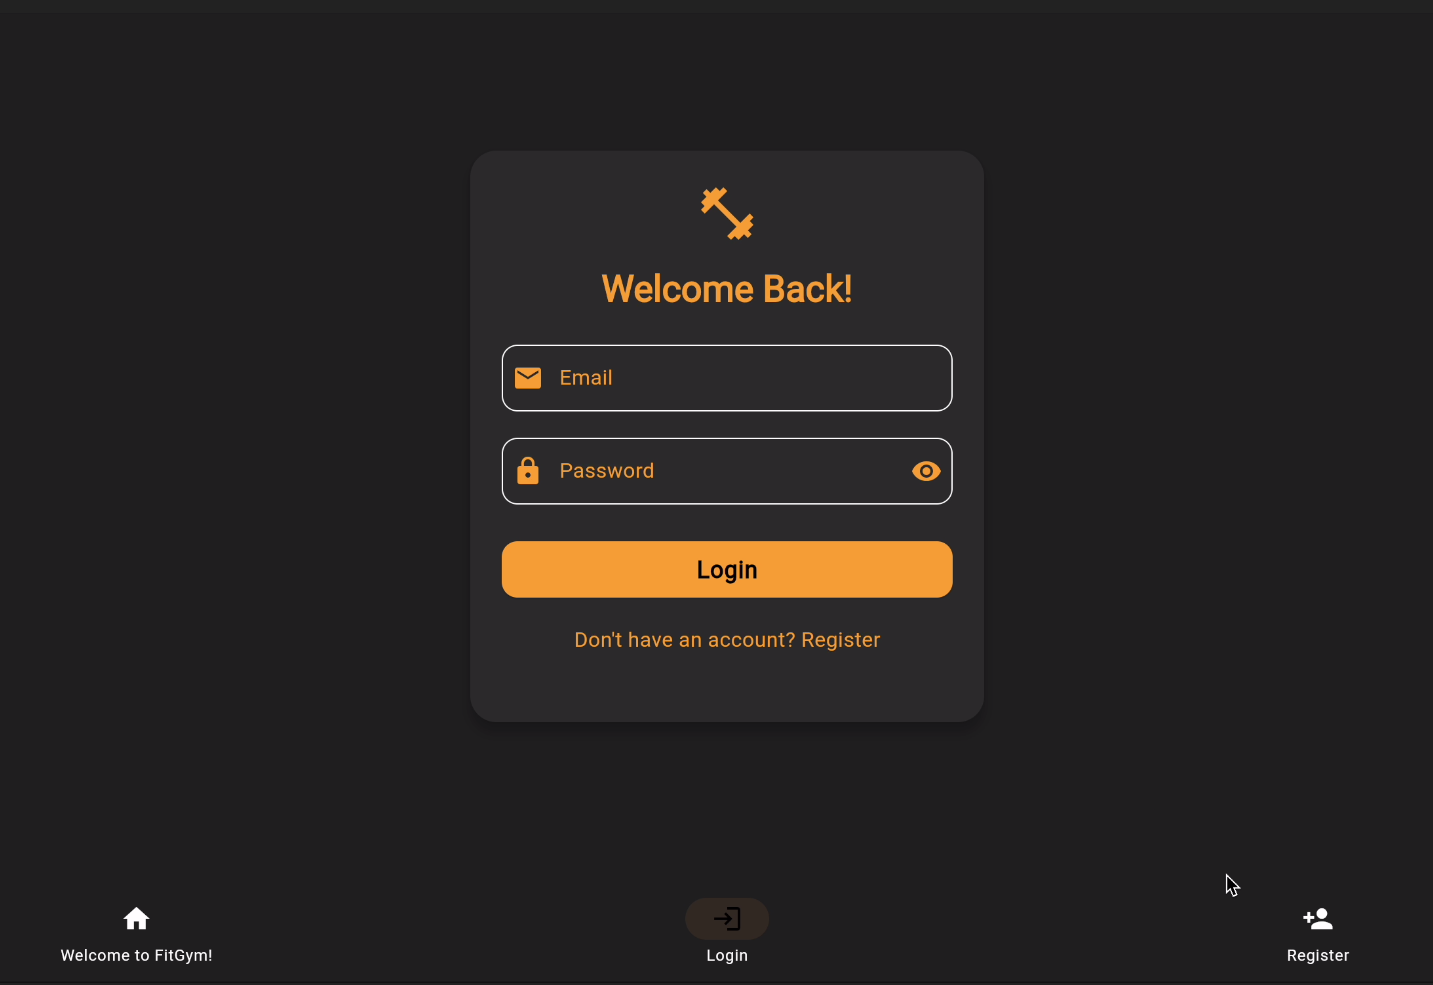 Welcome Back!
Email
Password
Login
Don't have an account? Register
Welcome to FitGym!
Login
Register